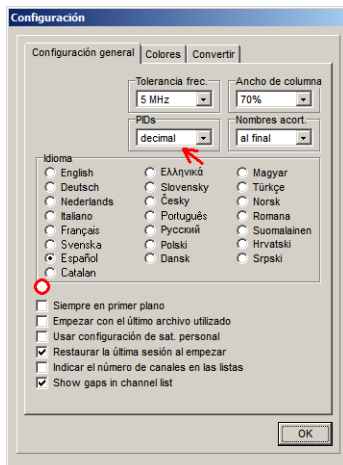 Configuración
Configuración general Colores Convertir
Tolerancia frec. Ancho de columna
5 MHz 70%
PIDs Nombres acort.
decimal al final
Idioma
English Ελληνικά Magyar
Deutsch Slovensky Türkçe
Nederlands Česky Norsk
Italiano Português Romana
Français Русский Suomalainen
Svenska Polski Hrvatski
Español Dansk Srpski
Catalan
Siempre en primer plano
Empezar con el último archivo utilizado
Usar configuración de sat. personal
Restaurar la última sesión al empezar
Indicar el número de canales en las listas
Show gaps in channel list
OK